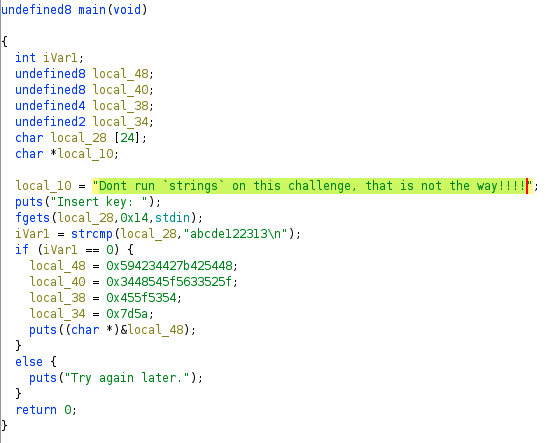 undefined8 main(void)
{
int iVar1;
undefined8 local_48;
undefined8 local_40;
undefined4 local_38;
undefined2 local_34;
char local_28 [24];
char *local_10;
local_10 = "Dont run `strings` on this challenge, that is not the way!!!!";
puts("Insert key: ");
fgets(local_28,0x14,stdin);
iVar1 = strcmp(local_28,"abcde122313\n");
if (iVar1 == 0) {
local_48 = 0x594234427b425448;
local_40 = 0x3448545f5633525f;
local_38 = 0x455f5354;
local_34 = 0x7d5a;
puts((char *)&local_48);
}
else {
puts("Try again later.");
}
return 0;
}